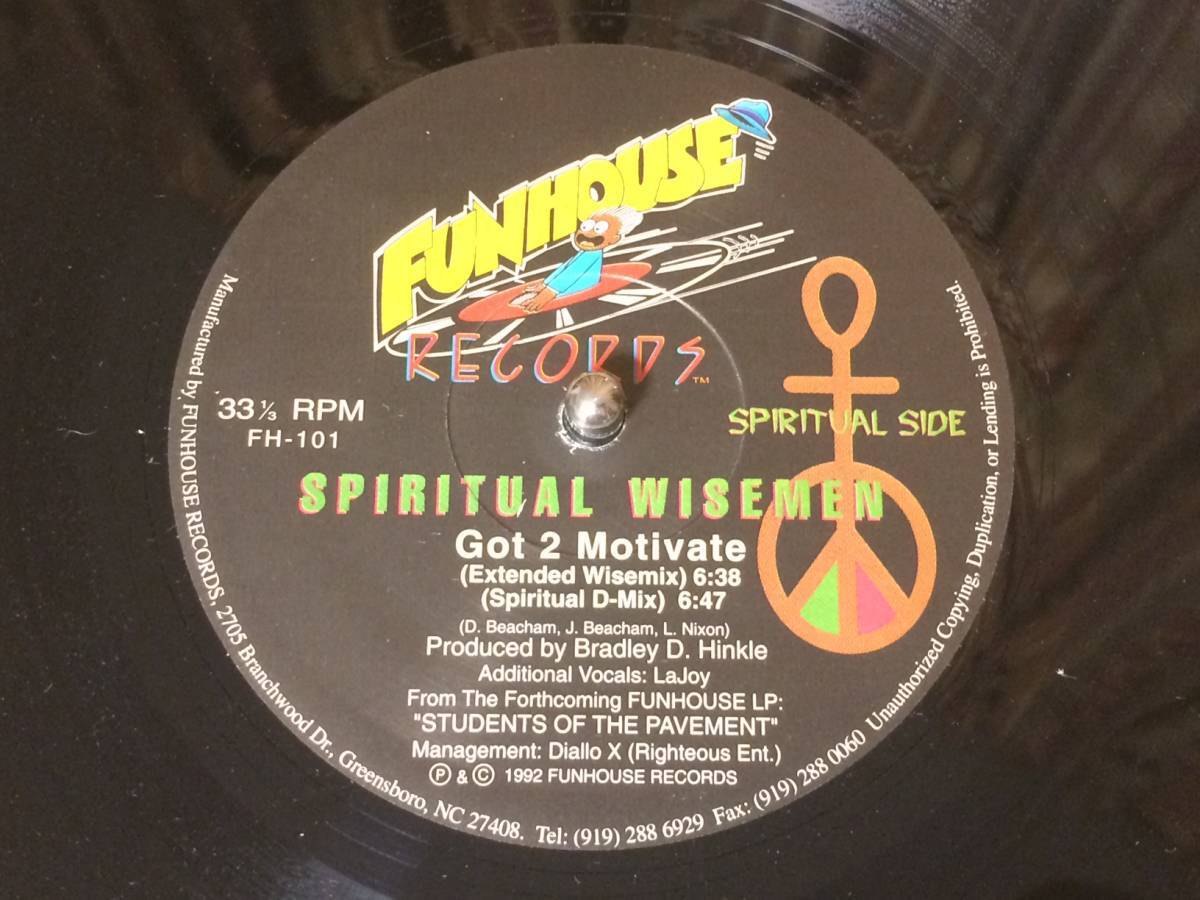 FUNHOUSE
RECORDS™
33 ⅓ RPM
FH-101
SPIRITUAL SIDE
SPIRITUAL WISEMEN
Got 2 Motivate
(Extended Wisemix) 6:38
(Spiritual D-Mix) 6:47
(D. Beacham, J. Beacham, L. Nixon)
Produced by Bradley D. Hinkle
Additional Vocals: LaJoy
From The Forthcoming FUNHOUSE LP:
"STUDENTS OF THE PAVEMENT"
Management: Diallo X (Righteous Ent.)
Ⓟ & © 1992 FUNHOUSE RECORDS
Manufactured by FUNHOUSE RECORDS, 2705 Branchwood Dr., Greensboro, NC 27408. Tel: (919) 288 6929 Fax: (919) 288 0060 Unauthorized Copying, Duplication, or Lending is Prohibited.